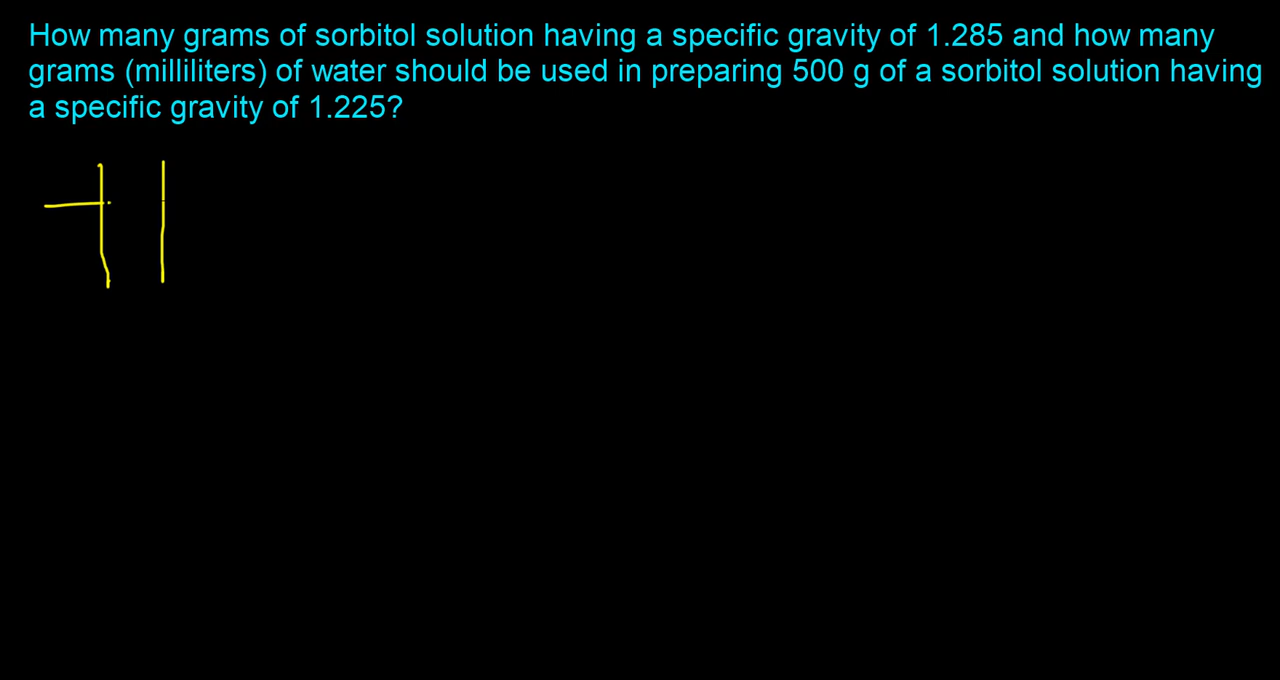 How many grams of sorbitol solution having a specific gravity of 1.285 and how many
grams (milliliters) of water should be used in preparing 500 g of a sorbitol solution having
a specific gravity of 1.225?